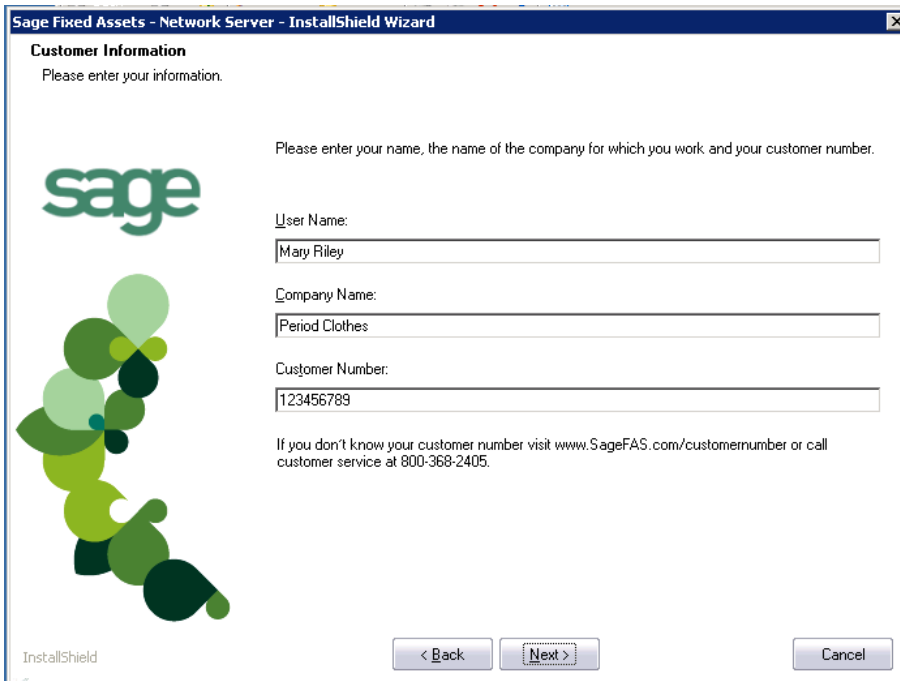 Sage Fixed Assets - Network Server - InstallShield Wizard
Customer Information
Please enter your information.
Please enter your name, the name of the company for which you work and your customer number.
sage
User Name:
Mary Riley
Company Name:
Period Clothes
Customer Number:
123456789
If you don't know your customer number visit www.SageFAS.com/customernumber or call
customer service at 800-368-2405.
InstallShield
< Back
Next >
Cancel